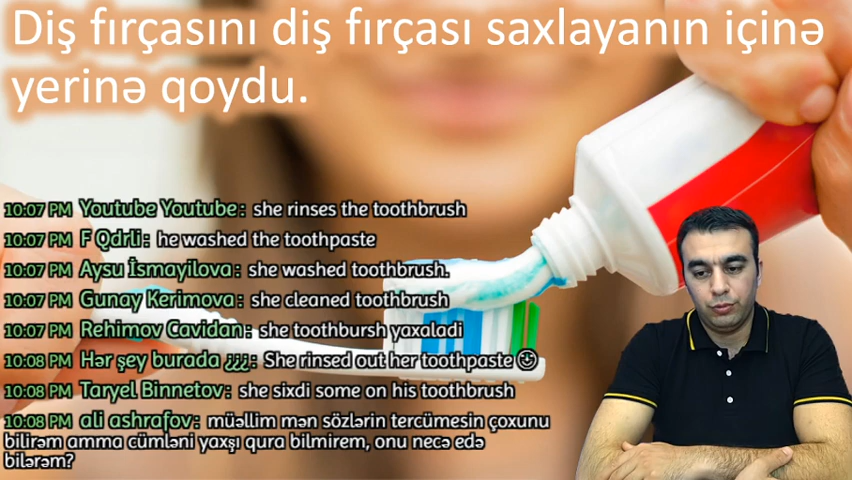 Diş fırçasını diş fırçası saxlayanın içinə
yerinə qoydu.
10:07 PM Youtube Youtube: she rinses the toothbrush
10:07 PM F Qdrli: he washed the toothpaste
10:07 PM Aysu İsmayilova: she washed toothbrush.
10:07 PM Gunay Kerimova: she cleaned toothbrush
10:07 PM Rehimov Cavidan: she toothbursh yaxaladi
10:08 PM Hər şey burada ¿¿¿: She rinsed out her toothpaste 😉
10:08 PM Taryel Binnetov: she sixdi some on his toothbrush
10:08 PM ali ashrafov: müəllim mən sözlərin tercümesin çoxunu
bilirəm amma cümləni yaxşı qura bilmirem, onu necə edə
bilərəm?